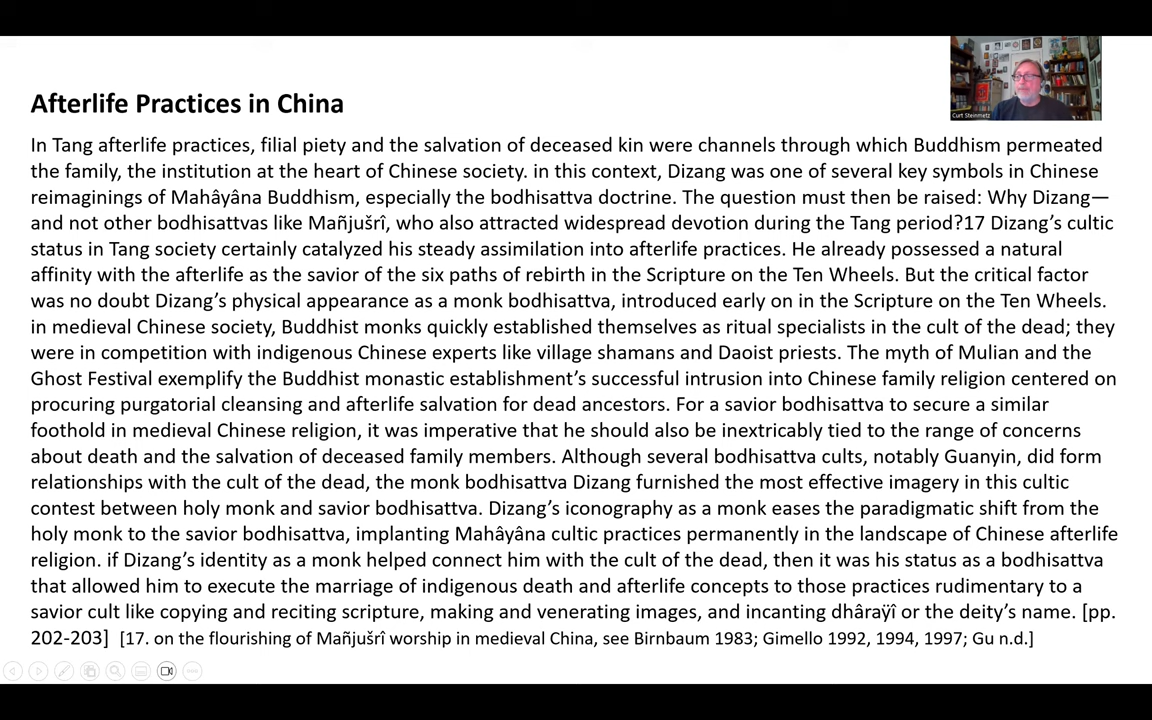 Afterlife Practices in China
Curt Steinmetz
In Tang afterlife practices, filial piety and the salvation of deceased kin were channels through which Buddhism permeated
the family, the institution at the heart of Chinese society. in this context, Dizang was one of several key symbols in Chinese
reimaginings of Mahâyâna Buddhism, especially the bodhisattva doctrine. The question must then be raised: Why Dizang—
and not other bodhisattvas like Mañjušrî, who also attracted widespread devotion during the Tang period?17 Dizang’s cultic
status in Tang society certainly catalyzed his steady assimilation into afterlife practices. He already possessed a natural
affinity with the afterlife as the savior of the six paths of rebirth in the Scripture on the Ten Wheels. But the critical factor
was no doubt Dizang’s physical appearance as a monk bodhisattva, introduced early on in the Scripture on the Ten Wheels.
in medieval Chinese society, Buddhist monks quickly established themselves as ritual specialists in the cult of the dead; they
were in competition with indigenous Chinese experts like village shamans and Daoist priests. The myth of Mulian and the
Ghost Festival exemplify the Buddhist monastic establishment’s successful intrusion into Chinese family religion centered on
procuring purgatorial cleansing and afterlife salvation for dead ancestors. For a savior bodhisattva to secure a similar
foothold in medieval Chinese religion, it was imperative that he should also be inextricably tied to the range of concerns
about death and the salvation of deceased family members. Although several bodhisattva cults, notably Guanyin, did form
relationships with the cult of the dead, the monk bodhisattva Dizang furnished the most effective imagery in this cultic
contest between holy monk and savior bodhisattva. Dizang’s iconography as a monk eases the paradigmatic shift from the
holy monk to the savior bodhisattva, implanting Mahâyâna cultic practices permanently in the landscape of Chinese afterlife
religion. if Dizang’s identity as a monk helped connect him with the cult of the dead, then it was his status as a bodhisattva
that allowed him to execute the marriage of indigenous death and afterlife concepts to those practices rudimentary to a
savior cult like copying and reciting scripture, making and venerating images, and incanting dhâraÿî or the deity’s name. [pp.
202-203] [17. on the flourishing of Mañjušrî worship in medieval China, see Birnbaum 1983; Gimello 1992, 1994, 1997; Gu n.d.]